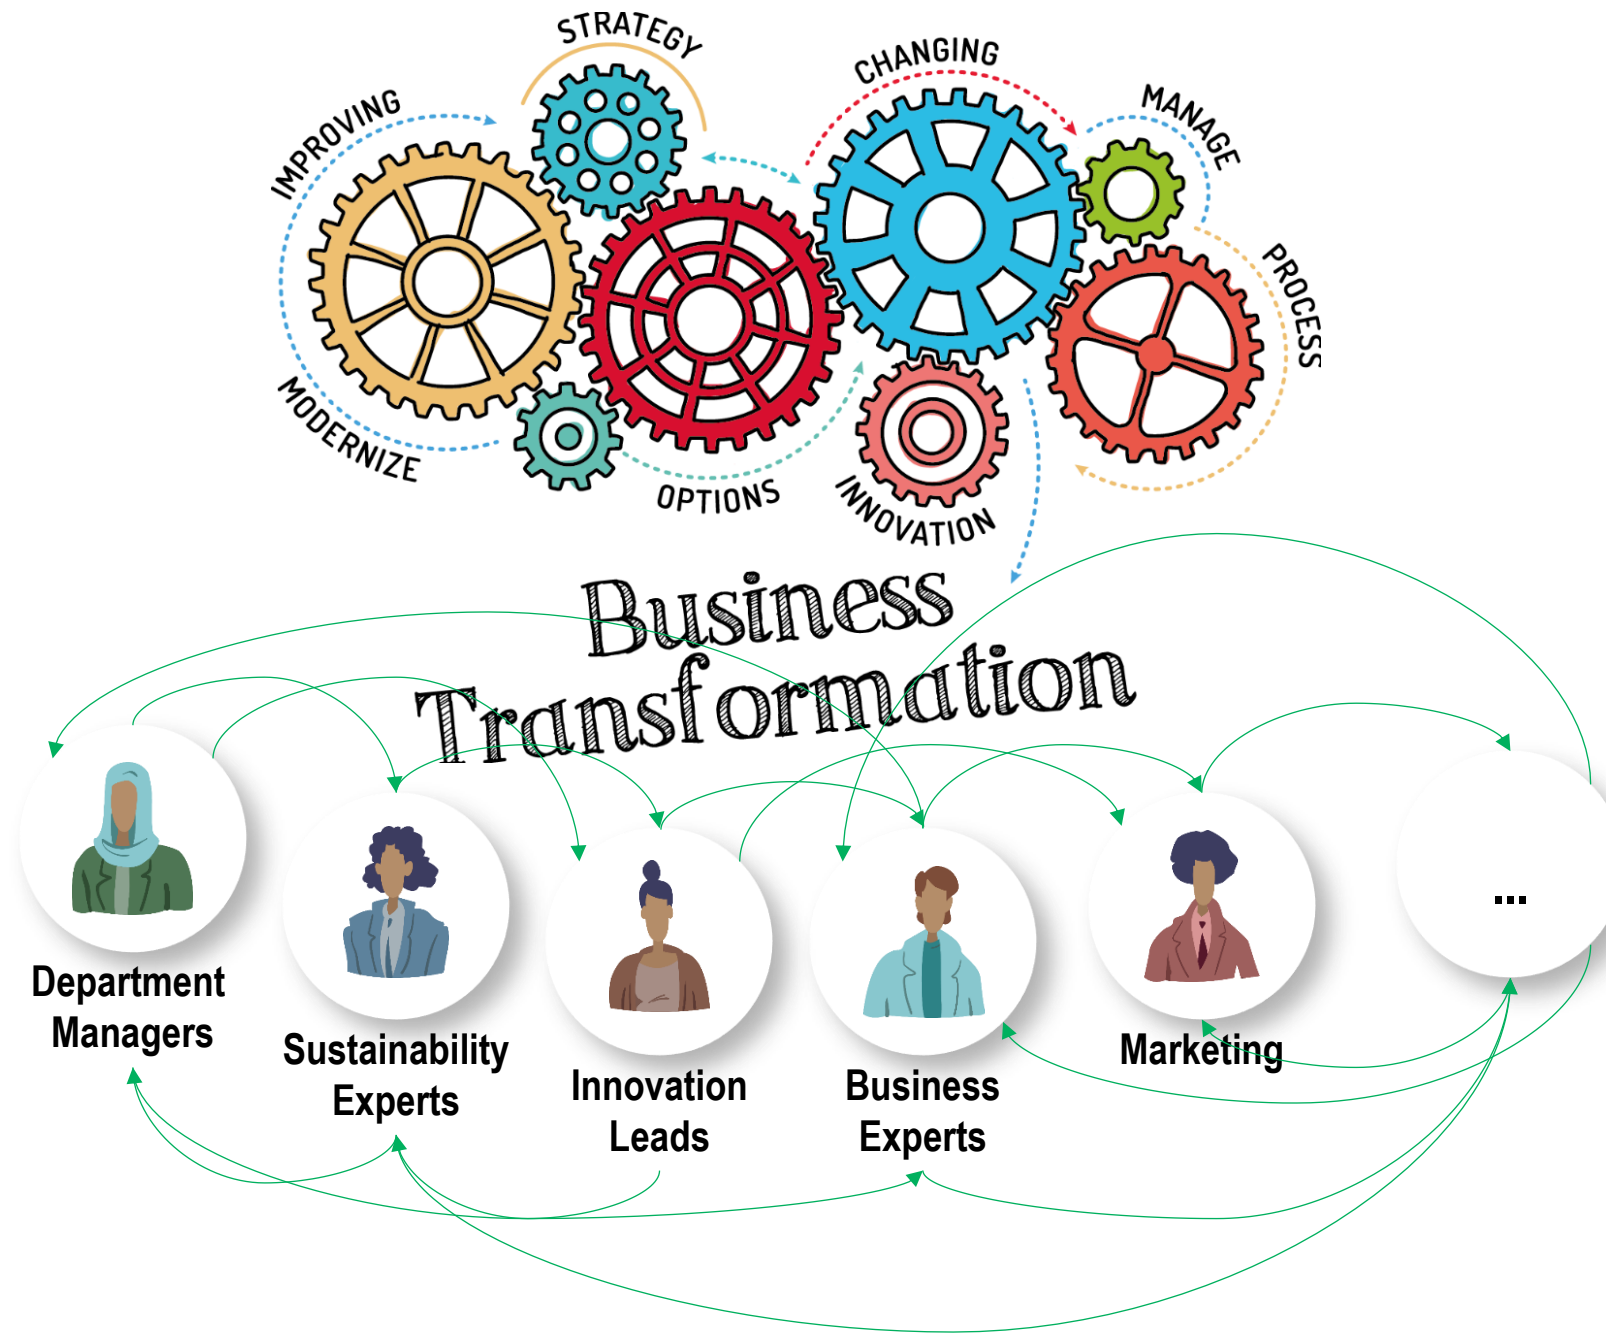 STRATEGY
CHANGING
IMPROVING
MANAGE
PROCESS
MODERNIZE
OPTIONS
INNOVATION
Business
Transformation
...
Department
Managers
Sustainability
Experts
Innovation
Leads
Business
Experts
Marketing